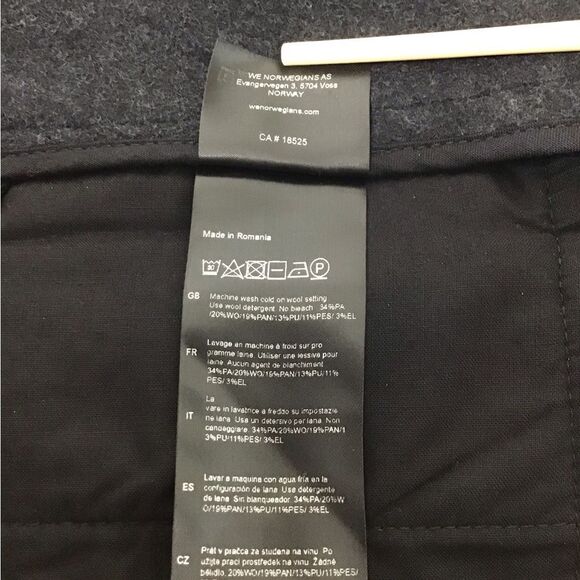 WE NORWEGIANS AS
Evangervegen 3, 5704 Voss
NORWAY
wenorwegians.com
CA # 18525
Made in Romania
30 P
GB Machine wash cold on wool setting
Use wool detergent. No bleach 34%PA
/20%WO/19%PAN/13%PU/11%PES/ 3%EL
FR Lavage en machine à froid sur pro
gramme laine. Utiliser une lessive pour
laine. Aucun agent de blanchiment
34%PA/20%WO/19%PAN/13%PU/11%
PES/ 3%EL
La
vare in lavatrice a freddo su impostazio
IT ne lana. Usa un detersivo per lana. Non
candeggiare. 34%PA/20%WO/19%PAN/1
3%PU/11%PES/ 3%EL
Lavar a maquina con agua fría en la
ES configuración de lana. Use detergente
de lana. Sin blanqueador. 34%PA/20%W
O/19%PAN/13%PU/11%PES/ 3%EL
Prát v pračce za studena na vlnu. Po
CZ užijte prací prostředek na vlnu. Žádné
bělidlo. 20%WO/19%PAN/13%PU/11%PES/